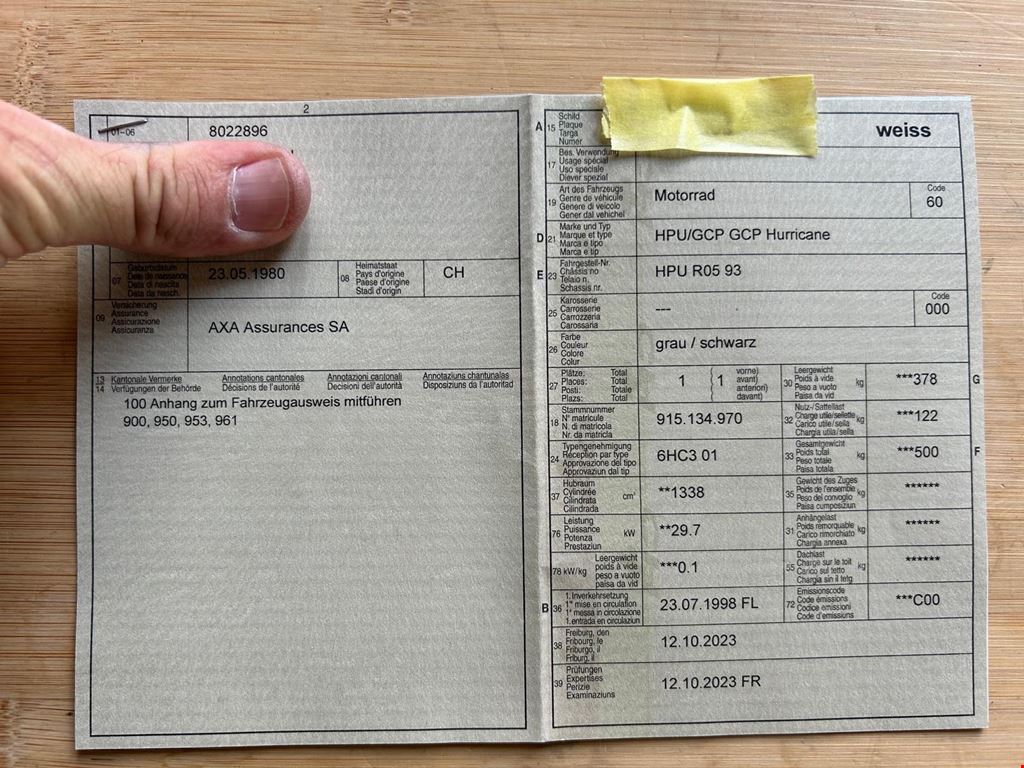 2
01-06
8022896
07
Geburtsdatum
Date de naissance
Data di nascita
Data da nasch.
23.05.1980
08
Heimatstaat
Pays d'origine
Paese d'origine
Stadi d'origin
CH
09
Versicherung
Assurance
Assicurazione
Assicuranza
AXA Assurances SA
13 Kantonale Vermerke Annotations cantonales Annotazioni cantonali Annotaziuns chantunalas
14 Verfügungen der Behörde Décisions de l'autorité Decisioni dell'autorità Disposiziuns da l'autoritad
100 Anhang zum Fahrzeugausweis mitführen
900, 950, 953, 961
A 15
Schild
Plaque
Targa
Numer
weiss
17
Bes. Verwendung
Usage spécial
Uso speciale
Diever spezial
19
Art des Fahrzeugs
Genre de véhicule
Genere di veicolo
Gener dal vehichel
Motorrad
Code
60
D 21
Marke und Typ
Marque et type
Marca e tipo
Marca e tip
HPU/GCP GCP Hurricane
E 23
Fahrgestell-Nr.
Châssis no
Telaio n.
Schassis nr.
HPU R05 93
25
Karosserie
Carrosserie
Carrozzeria
Carossaria
---
Code
000
26
Farbe
Couleur
Colore
Colur
grau / schwarz
27
Plätze: Total
Places: Total
Posti: Totale
Plazs: Total
1
1
vorne)
avant)
anteriori)
davant)
30
Leergewicht
Poids à vide
Peso a vuoto
Paisa da vid
kg
***378
G
18
Stammnummer
N° matricule
N. di matricola
Nr. da matricla
915.134.970
32
Nutz-/Sattellast
Charge utile/sellette
Carico utile/sella
Chargia utila/sella
kg
***122
24
Typengenehmigung
Réception par type
Approvazione del tipo
Approvaziun dal tip
6HC3 01
33
Gesamtgewicht
Poids total
Peso totale
Paisa totala
kg
***500
F
37
Hubraum
Cylindrée
Cilindrata
Cilindrada
cm³
**1338
35
Gewicht des Zuges
Poids de l'ensemble
Peso del convoglio
Paisa cumposiziun
kg
******
76
Leistung
Puissance
Potenza
Prestaziun
kW
**29.7
31
Anhängelast
Poids remorquable
Carico rimorchiato
Chargia annexa
kg
******
78 kW/kg
Leergewicht
poids à vide
peso a vuoto
paisa da vid
***0.1
55
Dachlast
Charge sur le toit
Carico sul tetto
Chargia sin il tetg
kg
******
B 36
1. Inverkehrsetzung
1re mise en circulation
1a messa in circolazione
1. entrada en circulaziun
23.07.1998 FL
72
Emissionscode
Code émissions
Codice emissioni
Code d'emissiuns
***C00
38
Freiburg, den
Fribourg, le
Friburgo, il
Friburg, il
12.10.2023
39
Prüfungen
Expertises
Perizie
Examinaziuns
12.10.2023 FR